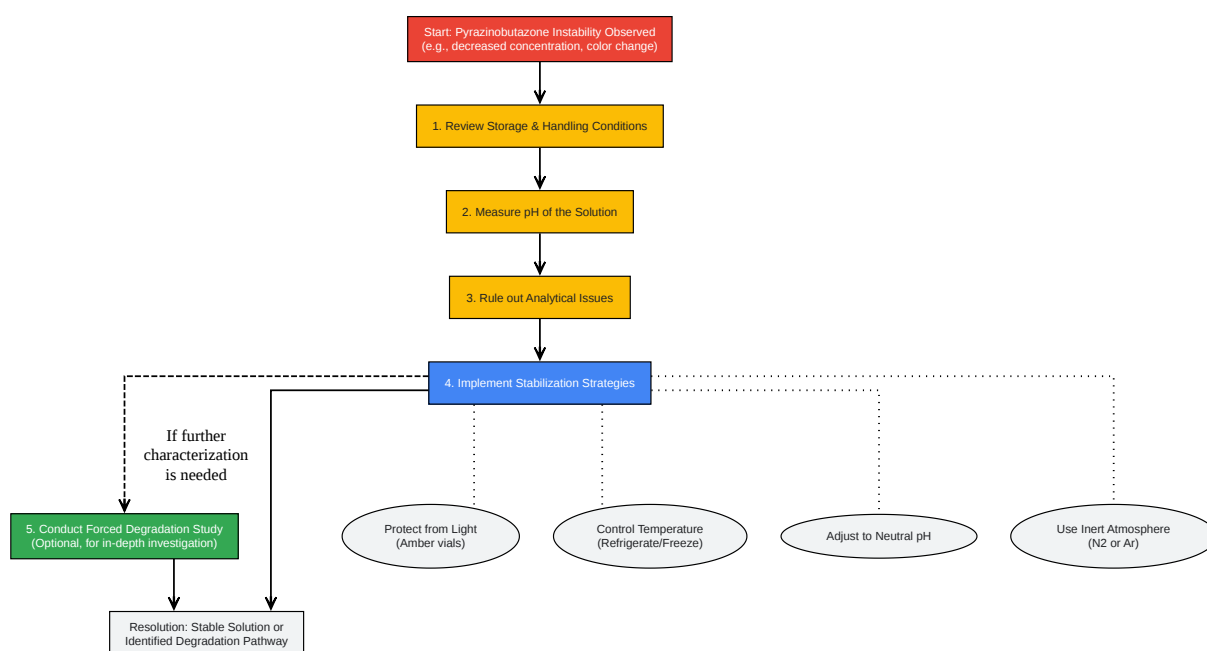 Start: Pyrazinobutazone Instability Observed
(e.g., decreased concentration, color change)
1. Review Storage & Handling Conditions
2. Measure pH of the Solution
3. Rule out Analytical Issues
4. Implement Stabilization Strategies
If further
characterization
is needed
5. Conduct Forced Degradation Study
(Optional, for in-depth investigation)
Protect from Light
(Amber vials)
Control Temperature
(Refrigerate/Freeze)
Adjust to Neutral pH
Use Inert Atmosphere
(N2 or Ar)
Resolution: Stable Solution or
Identified Degradation Pathway